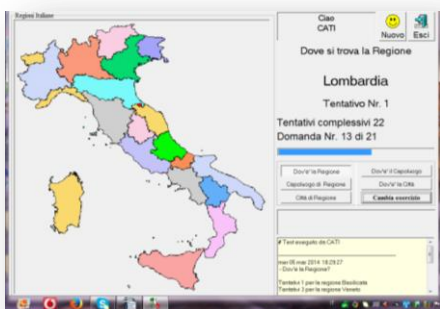 Regioni Italiane
Ciao
CATI
Nuovo
Esci
Dove si trova la Regione
Lombardia
Tentativo Nr. 1
Tentativi complessivi 22
Domanda Nr. 13 di 21
Dov'e' la Regione
Dov'e' il Capoluogo
Capoluogo di Regione
Dov'e' la Città
Città di Regione
Cambia esercizio
# Test eseguito da CATI
mar 05 mar 2014 18:29:27
- Dov'e' la Regione?
Tentativi 1 per la regione Basilicata
Tentativi 3 per la regione Veneto